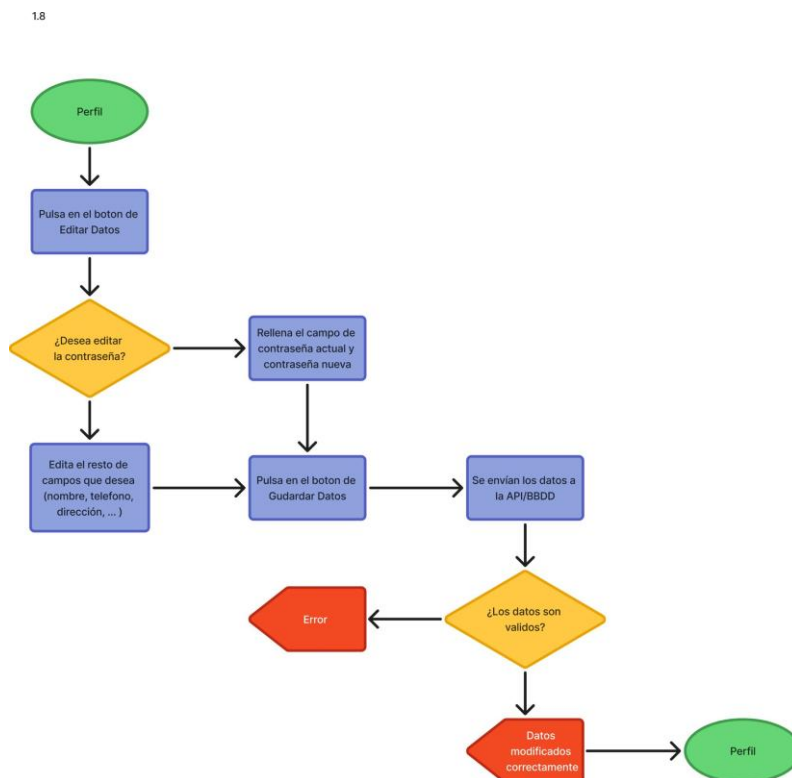 1.8
Perfil
Pulsa en el boton de
Editar Datos
¿Desea editar
la contraseña?
Rellena el campo de
contraseña actual y
contraseña nueva
Edita el resto de
campos que desea
(nombre, telefono,
dirección, ... )
Pulsa en el boton de
Gudardar Datos
Se envían los datos a
la API/BBDD
¿Los datos son
validos?
Error
Datos
modificados
correctamente
Perfil